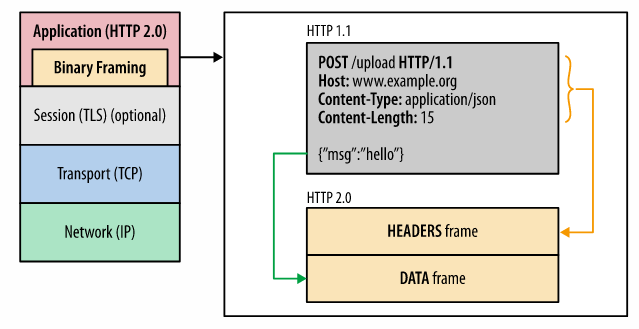 Application (HTTP 2.0)
Binary Framing
Session (TLS) (optional)
Transport (TCP)
Network (IP)
HTTP 1.1
POST /upload HTTP/1.1
Host: www.example.org
Content-Type: application/json
Content-Length: 15
{"msg":"hello"}
HTTP 2.0
HEADERS frame
DATA frame